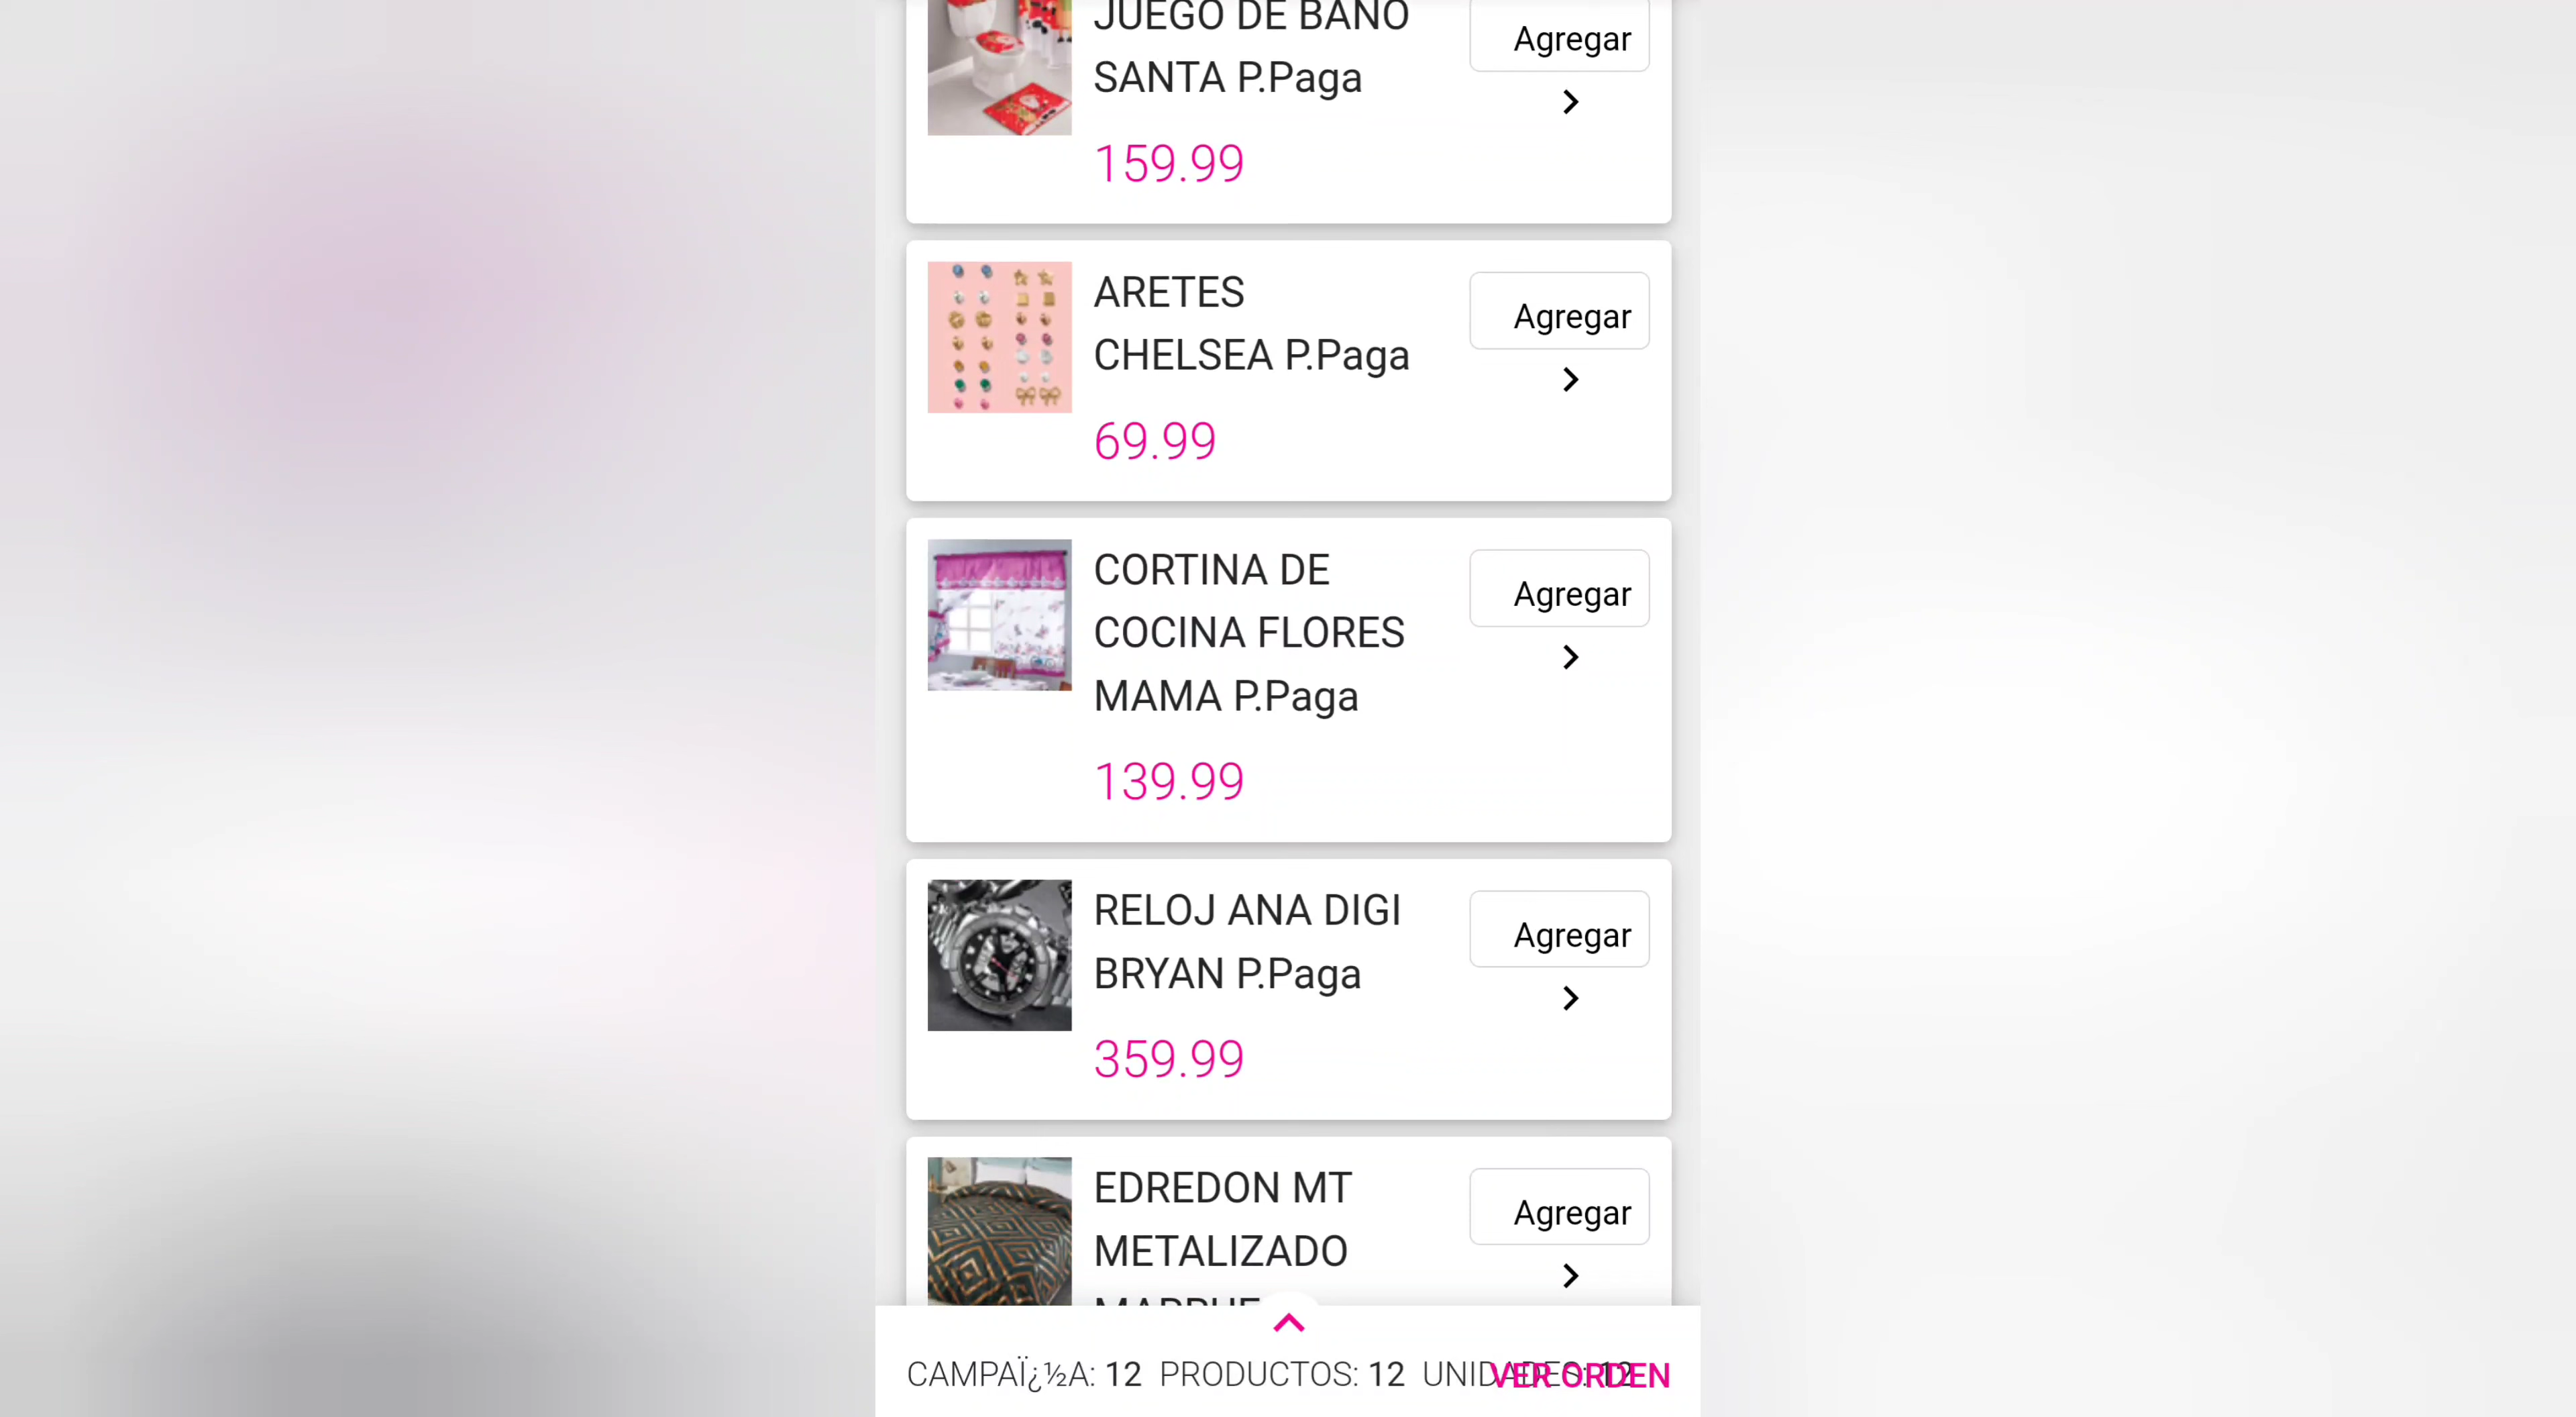 JUEGO DE BAÑO
SANTA P.Paga
Agregar
159.99
ARETES
CHELSEA P.Paga
Agregar
69.99
CORTINA DE
COCINA FLORES
MAMA P.Paga
Agregar
139.99
RELOJ ANA DIGI
BRYAN P.Paga
Agregar
359.99
EDREDON MT
METALIZADO
Agregar
CAMPAï¿½A: 12 PRODUCTOS: 12 UNIDADES: 12
VER ORDEN